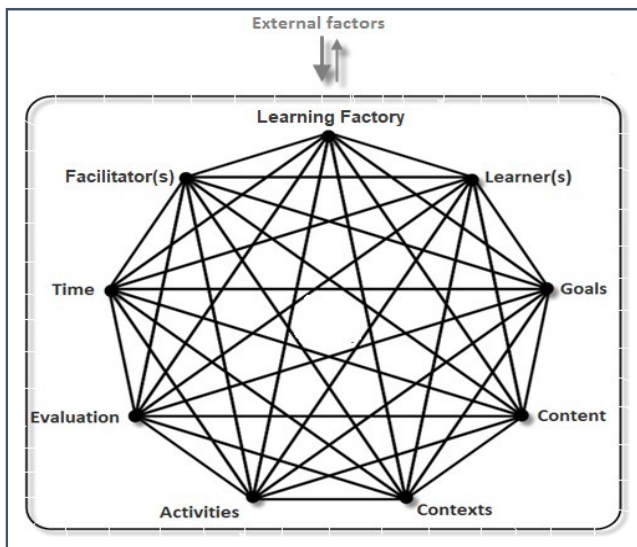 External factors
Learning Factory
Facilitator(s)
Learner(s)
Time
Goals
Evaluation
Content
Activities
Contexts